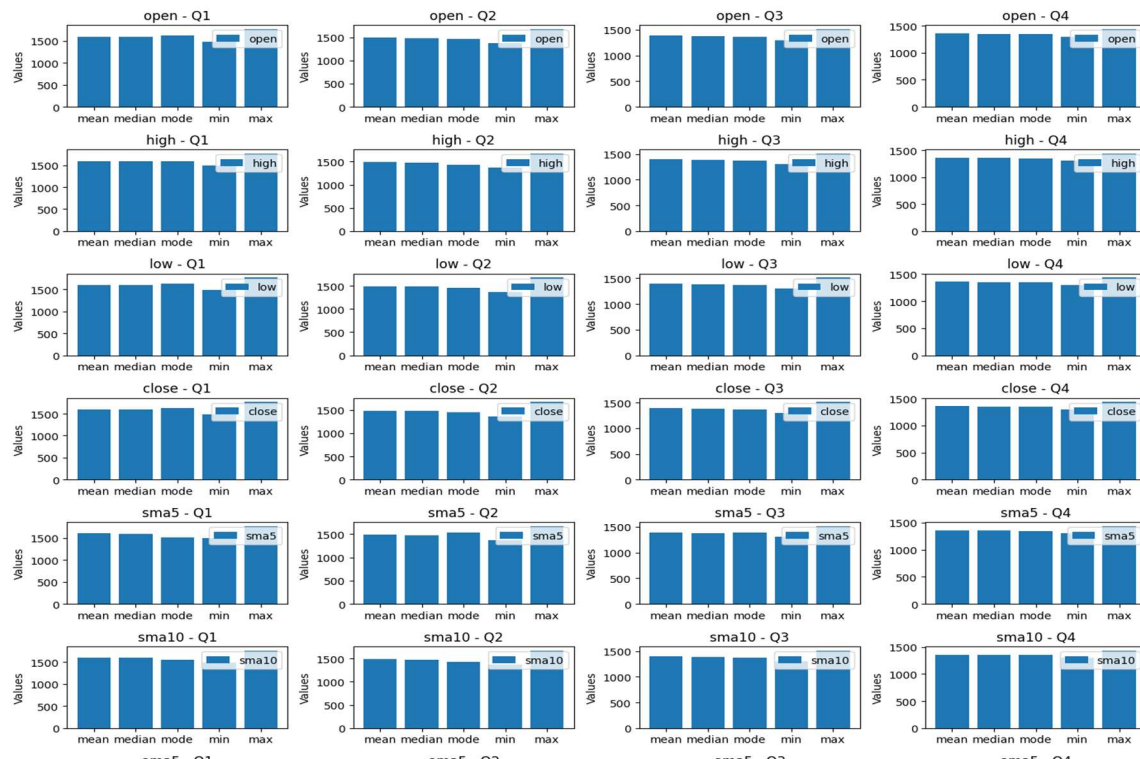 open - Q1 open - Q2 open - Q3 open - Q4
Values 1500 1000 500 0 open Values 1500 1000 500 0 open Values 1500 1000 500 0 open Values 1500 1000 500 0 open
mean median mode min max mean median mode min max mean median mode min max mean median mode min max
high - Q1 high - Q2 high - Q3 high - Q4
Values 1500 1000 500 0 high Values 1500 1000 500 0 high Values 1500 1000 500 0 high Values 1500 1000 500 0 high
mean median mode min max mean median mode min max mean median mode min max mean median mode min max
low - Q1 low - Q2 low - Q3 low - Q4
Values 1500 1000 500 0 low Values 1500 1000 500 0 low Values 1500 1000 500 0 low Values 1500 1000 500 0 low
mean median mode min max mean median mode min max mean median mode min max mean median mode min max
close - Q1 close - Q2 close - Q3 close - Q4
Values 1500 1000 500 0 close Values 1500 1000 500 0 close Values 1500 1000 500 0 close Values 1500 1000 500 0 close
mean median mode min max mean median mode min max mean median mode min max mean median mode min max
sma5 - Q1 sma5 - Q2 sma5 - Q3 sma5 - Q4
Values 1500 1000 500 0 sma5 Values 1500 1000 500 0 sma5 Values 1500 1000 500 0 sma5 Values 1500 1000 500 0 sma5
mean median mode min max mean median mode min max mean median mode min max mean median mode min max
sma10 - Q1 sma10 - Q2 sma10 - Q3 sma10 - Q4
Values 1500 1000 500 0 sma10 Values 1500 1000 500 0 sma10 Values 1500 1000 500 0 sma10 Values 1500 1000 500 0 sma10
mean median mode min max mean median mode min max mean median mode min max mean median mode min max